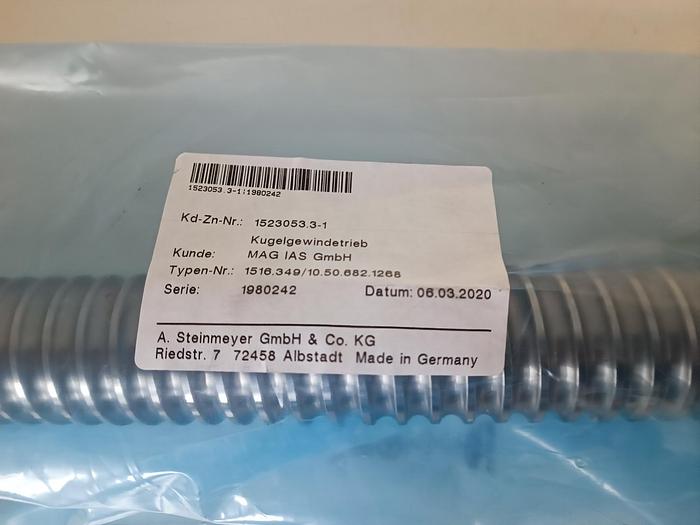 1523053.3-1:1980242
Kd-Zn-Nr.: 1523053.3-1
Kugelgewindetrieb
Kunde: MAG IAS GmbH
Typen-Nr.: 1516.349/10.50.682.1268
Serie: 1980242 Datum: 06.03.2020
A. Steinmeyer GmbH & Co. KG
Riedstr. 7 72458 Albstadt Made in Germany